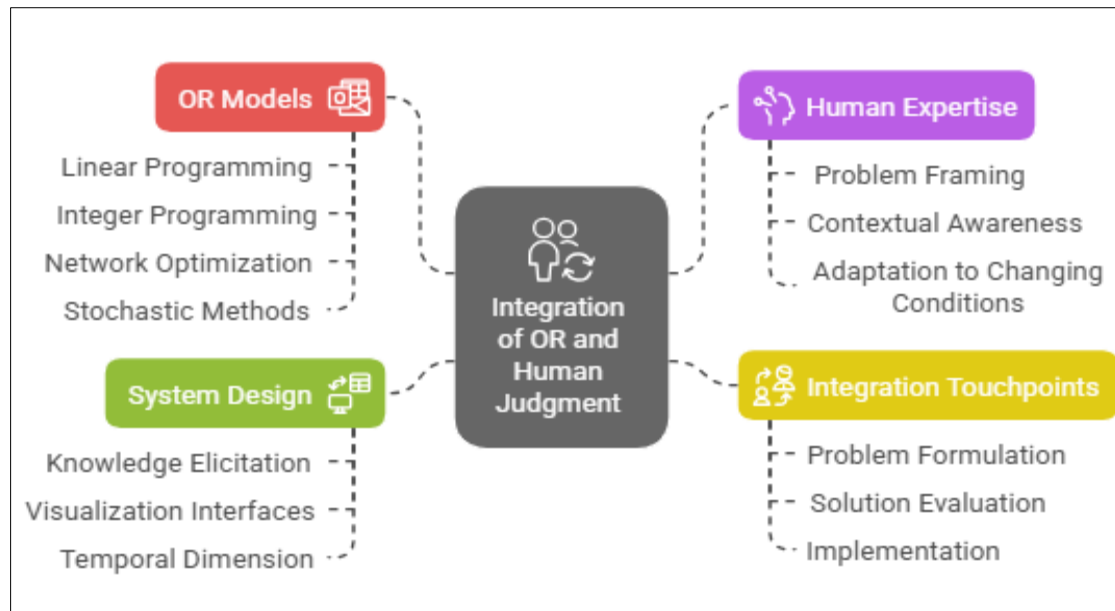 OR Models
Linear Programming
Integer Programming
Network Optimization
Stochastic Methods
System Design
Knowledge Elicitation
Visualization Interfaces
Temporal Dimension
Integration
of OR and
Human
Judgment
Human Expertise
Problem Framing
Contextual Awareness
Adaptation to Changing
Conditions
Integration Touchpoints
Problem Formulation
Solution Evaluation
Implementation